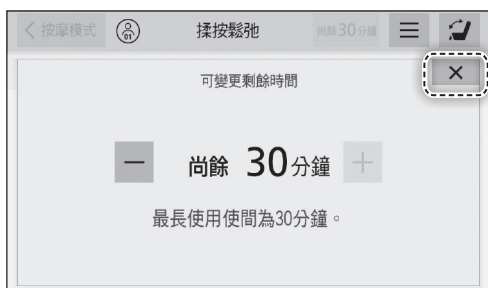 按摩模式
01
揉按鬆弛
尚餘30分鐘
可變更剩餘時間
尚餘 30分鐘
最長使用使間為30分鐘。